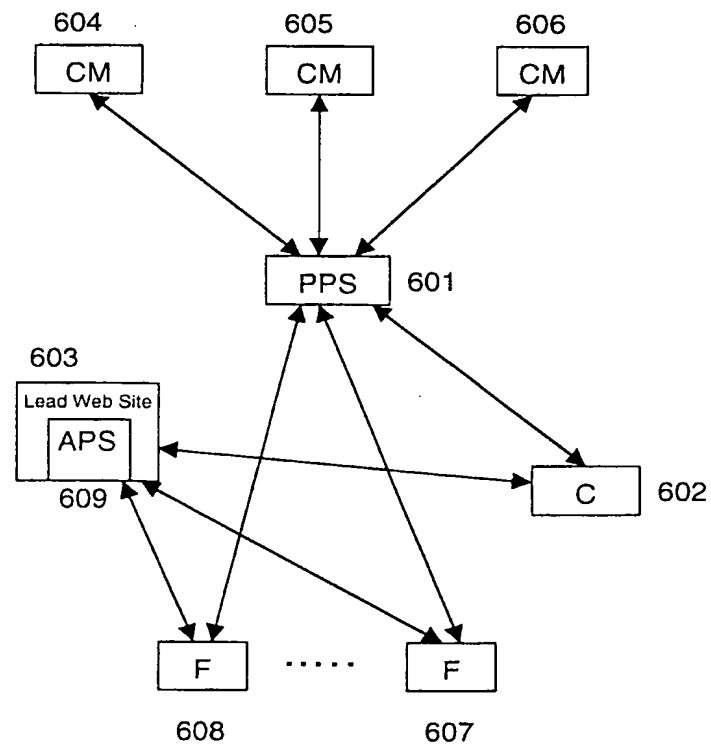 604
605
606
CM
CM
CM
PPS
601
603
Lead Web Site
APS
609
C
602
F
.....
F
608
607